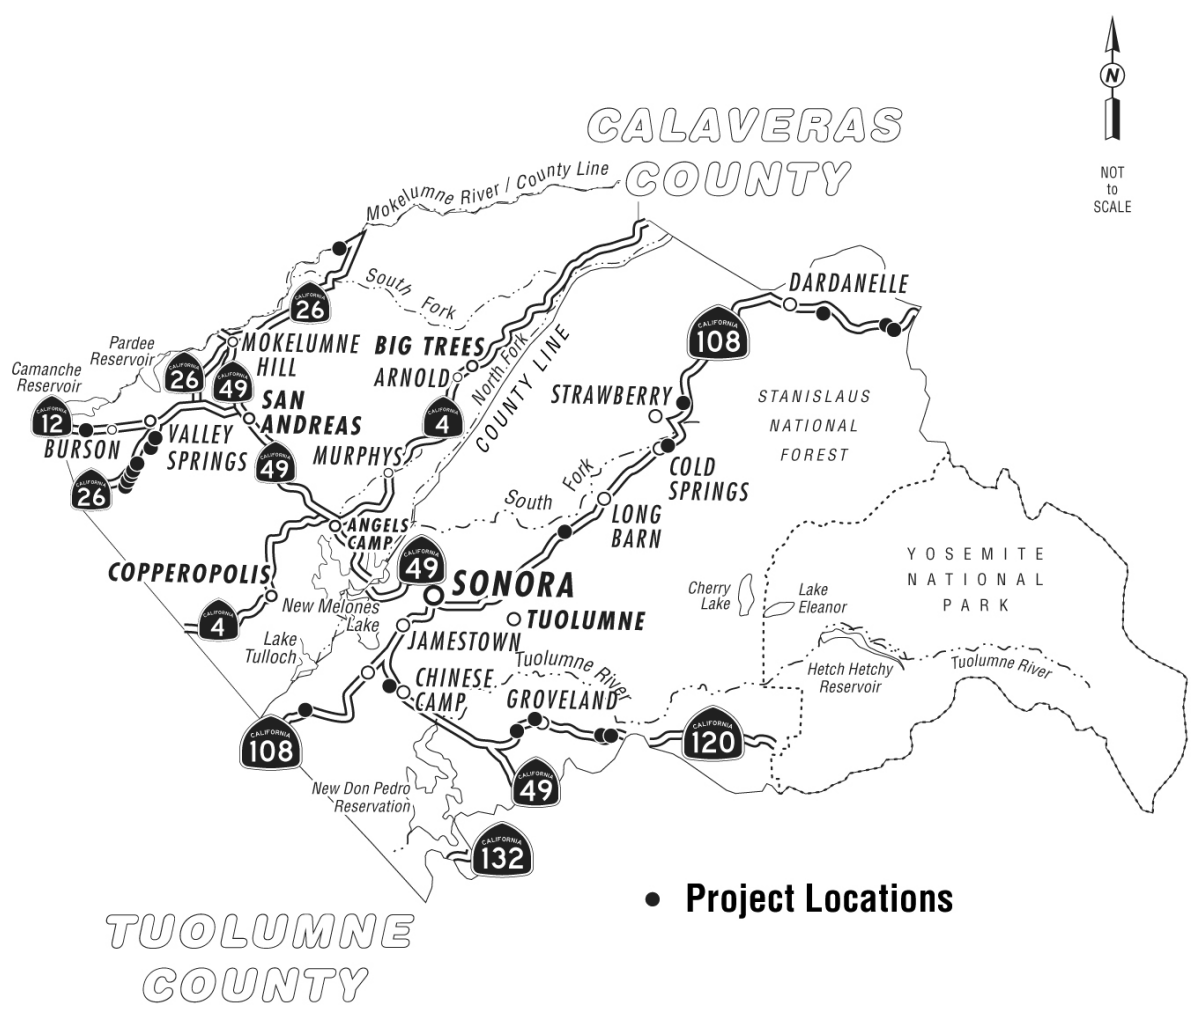 N
NOT
to
SCALE
CALAVERAS
COUNTY
Mokelumne River / County Line
South Fork
CALIFORNIA
26
DARDANELLE
CALIFORNIA
108
Pardee
Reservoir
MOKELUMNE
HILL
BIG TREES
ARNOLD
North Fork
COUNTY LINE
Camanche
Reservoir
CALIFORNIA
26
CALIFORNIA
49
STRAWBERRY
STANISLAUS
NATIONAL
FOREST
CALIFORNIA
12
SAN
ANDREAS
CALIFORNIA
4
BURSON
VALLEY
SPRINGS
MURPHYS
CALIFORNIA
49
CALIFORNIA
26
COLD
SPRINGS
South Fork
LONG
BARN
ANGELS
CAMP
CALIFORNIA
49
YOSEMITE
NATIONAL
PARK
COPPEROPOLIS
SONORA
Cherry
Lake
Lake
Eleanor
New Melones
Lake
CALIFORNIA
4
TUOLUMNE
Lake
Tulloch
JAMESTOWN
Tuolumne River
Hetch Hetchy
Reservoir
Tuolumne River
CHINESE
CAMP
GROVELAND
CALIFORNIA
108
CALIFORNIA
120
New Don Pedro
Reservation
CALIFORNIA
49
CALIFORNIA
132
Project Locations
TUOLUMNE
COUNTY